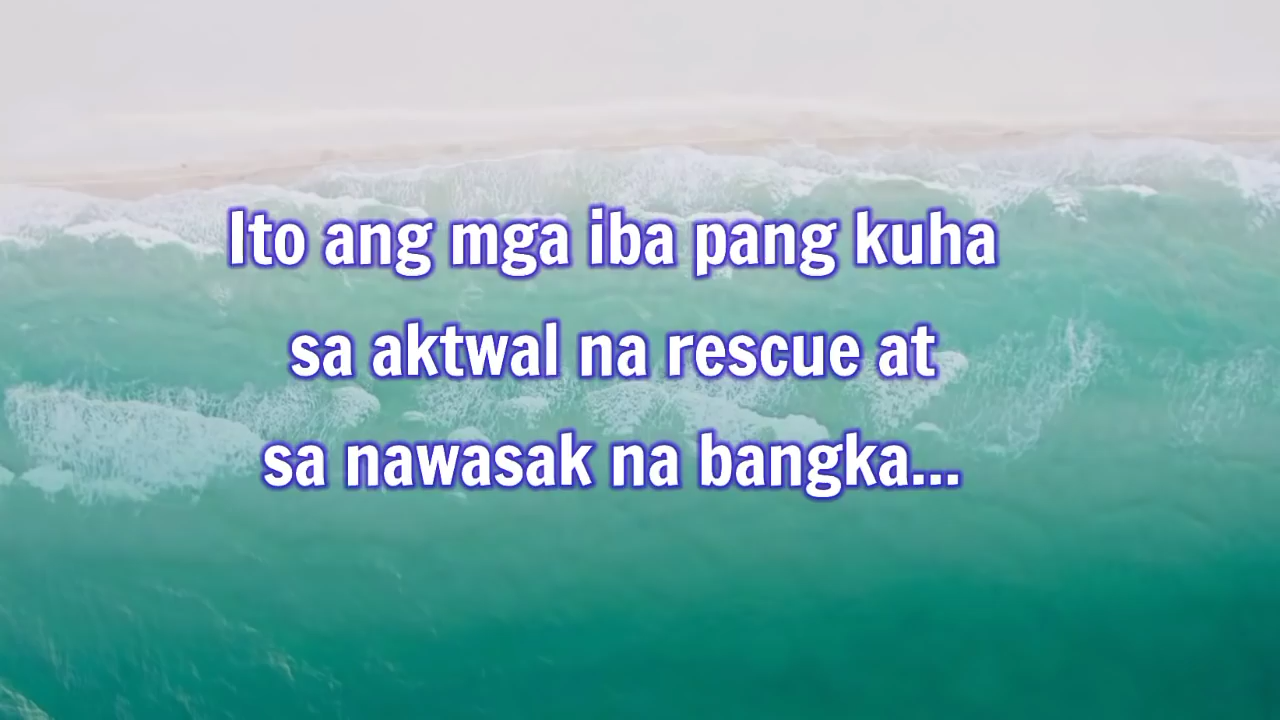 Ito ang mga iba pang kuha
sa aktwal na rescue at
sa nawasak na bangka...